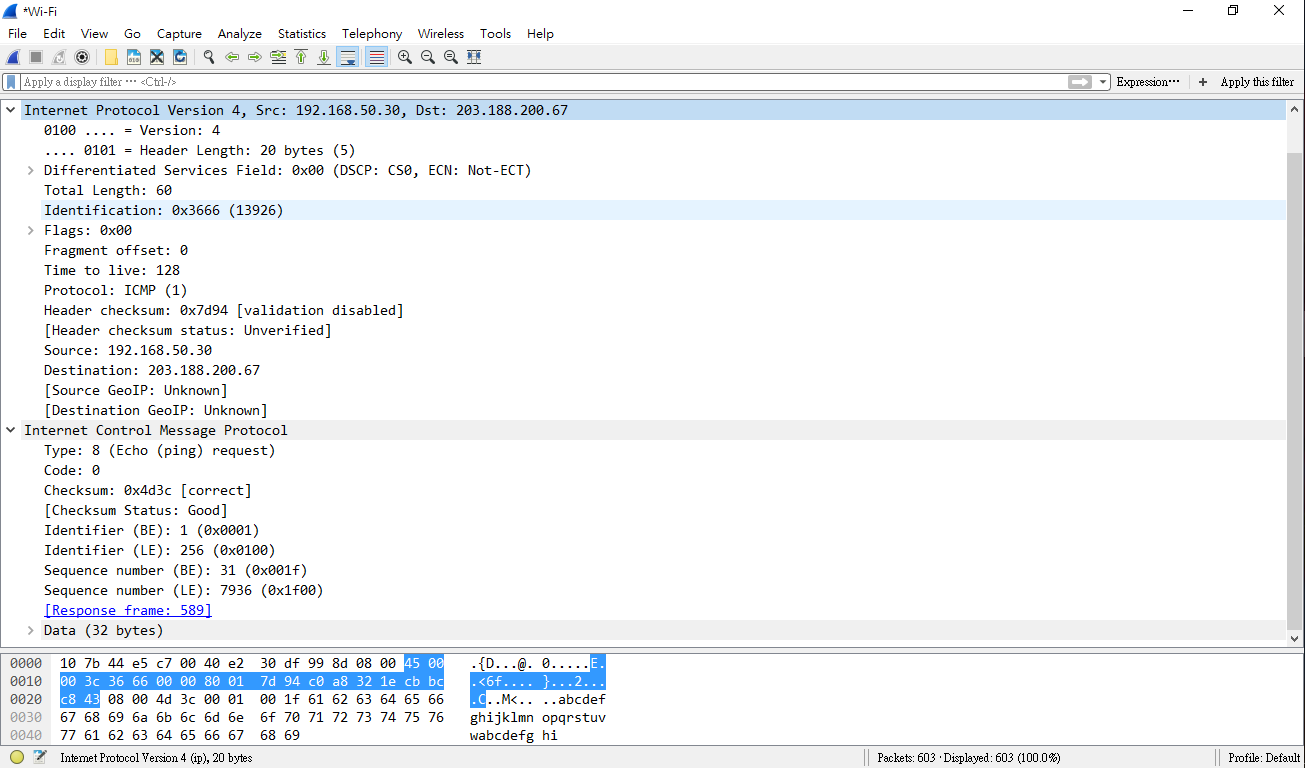 *Wi-Fi
File Edit View Go Capture Analyze Statistics Telephony Wireless Tools Help
Apply a display filter ··· <Ctrl-/> Expression··· + Apply this filter
Internet Protocol Version 4, Src: 192.168.50.30, Dst: 203.188.200.67
0100 .... = Version: 4
.... 0101 = Header Length: 20 bytes (5)
Differentiated Services Field: 0x00 (DSCP: CS0, ECN: Not-ECT)
Total Length: 60
Identification: 0x3666 (13926)
Flags: 0x00
Fragment offset: 0
Time to live: 128
Protocol: ICMP (1)
Header checksum: 0x7d94 [validation disabled]
[Header checksum status: Unverified]
Source: 192.168.50.30
Destination: 203.188.200.67
[Source GeoIP: Unknown]
[Destination GeoIP: Unknown]
Internet Control Message Protocol
Type: 8 (Echo (ping) request)
Code: 0
Checksum: 0x4d3c [correct]
[Checksum Status: Good]
Identifier (BE): 1 (0x0001)
Identifier (LE): 256 (0x0100)
Sequence number (BE): 31 (0x001f)
Sequence number (LE): 7936 (0x1f00)
[Response frame: 589]
Data (32 bytes)
0000 10 7b 44 e5 c7 00 40 e2 30 df 99 8d 08 00 45 00 .{D...@. 0.....E.
0010 00 3c 36 66 00 00 80 01 7d 94 c0 a8 32 1e cb bc .<6f.... }...2...
0020 c8 43 08 00 4d 3c 00 01 00 1f 61 62 63 64 65 66 .C..M<.. ..abcdef
0030 67 68 69 6a 6b 6c 6d 6e 6f 70 71 72 73 74 75 76 ghijklmn opqrstuv
0040 77 61 62 63 64 65 66 67 68 69 wabcdefg hi
Internet Protocol Version 4 (ip), 20 bytes Packets: 603 · Displayed: 603 (100.0%) Profile: Default